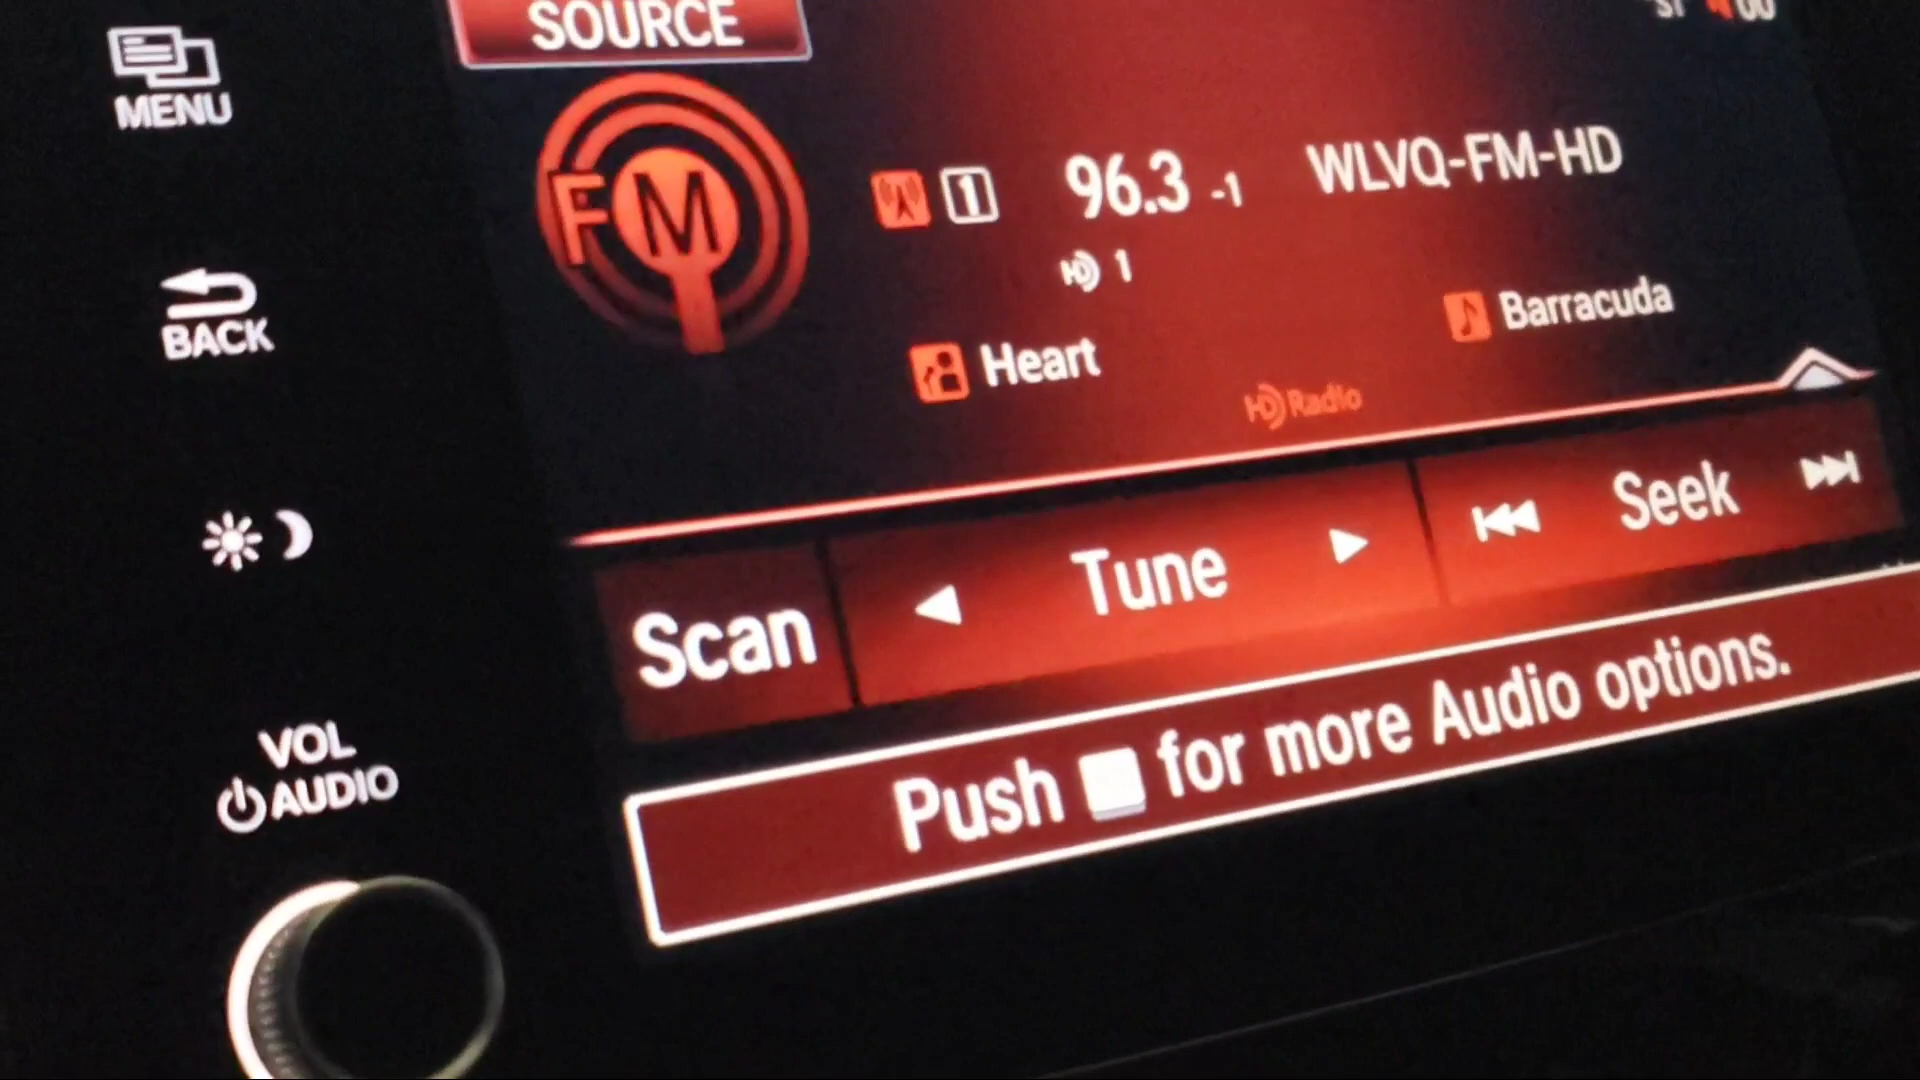 SOURCE
MENU
FM
1 96.3 -1 WLVQ-FM-HD
HD 1
BACK
Heart
Barracuda
HD Radio
Scan
Tune
Seek
Push for more Audio options.
VOL
AUDIO